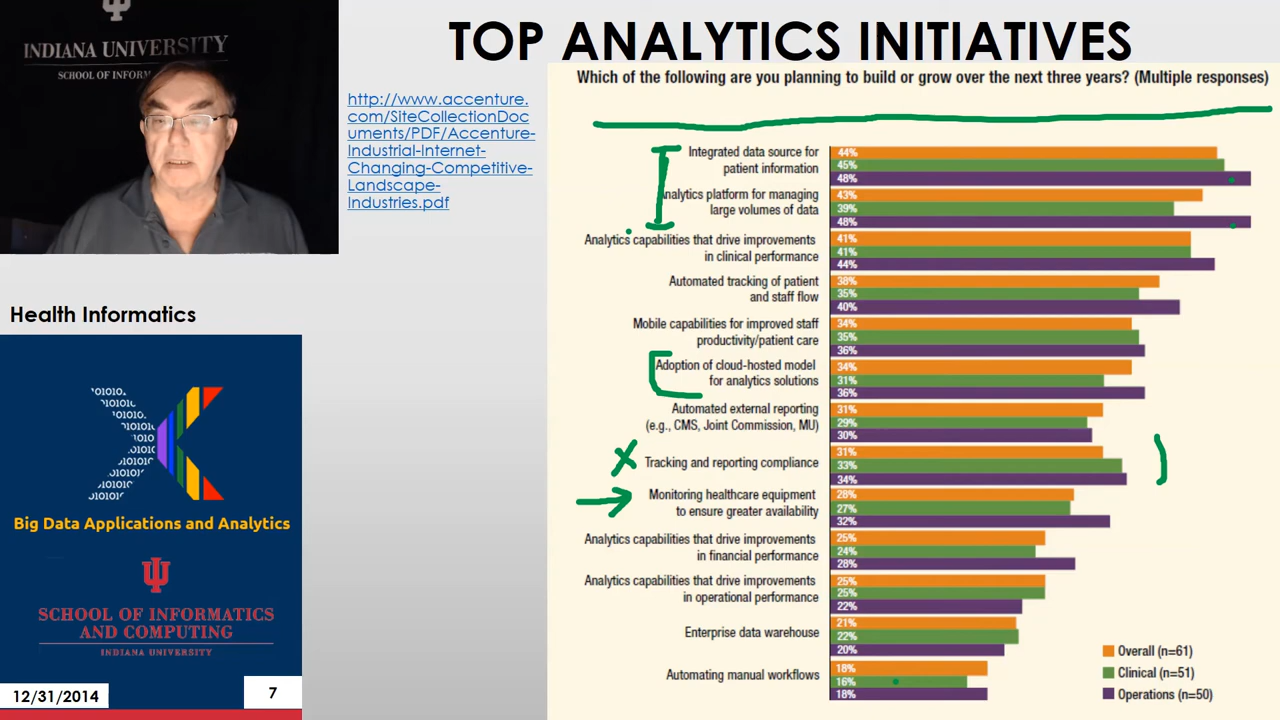 TOP ANALYTICS INITIATIVES
INDIANA UNIVERSITY
SCHOOL OF INFORM
http://www.accenture.
com/SiteCollectionDoc
uments/PDF/Accenture-
Industrial-Internet-
Changing-Competitive-
Landscape-
Industries.pdf
Health Informatics
Big Data Applications and Analytics
SCHOOL OF INFORMATICS
AND COMPUTING
INDIANA UNIVERSITY
12/31/2014
7
Which of the following are you planning to build or grow over the next three years? (Multiple responses)
Integrated data source for
patient information
44%
45%
48%
Analytics platform for managing
large volumes of data
43%
39%
48%
Analytics capabilities that drive improvements
in clinical performance
41%
41%
44%
Automated tracking of patient
and staff flow
38%
35%
40%
Mobile capabilities for improved staff
productivity/patient care
34%
35%
36%
Adoption of cloud-hosted model
for analytics solutions
34%
31%
36%
Automated external reporting
(e.g., CMS, Joint Commission, MU)
31%
29%
30%
Tracking and reporting compliance
31%
33%
34%
Monitoring healthcare equipment
to ensure greater availability
28%
27%
32%
Analytics capabilities that drive improvements
in financial performance
25%
24%
28%
Analytics capabilities that drive improvements
in operational performance
25%
25%
22%
Enterprise data warehouse
21%
22%
20%
Automating manual workflows
18%
16%
18%
Overall (n=61)
Clinical (n=51)
Operations (n=50)